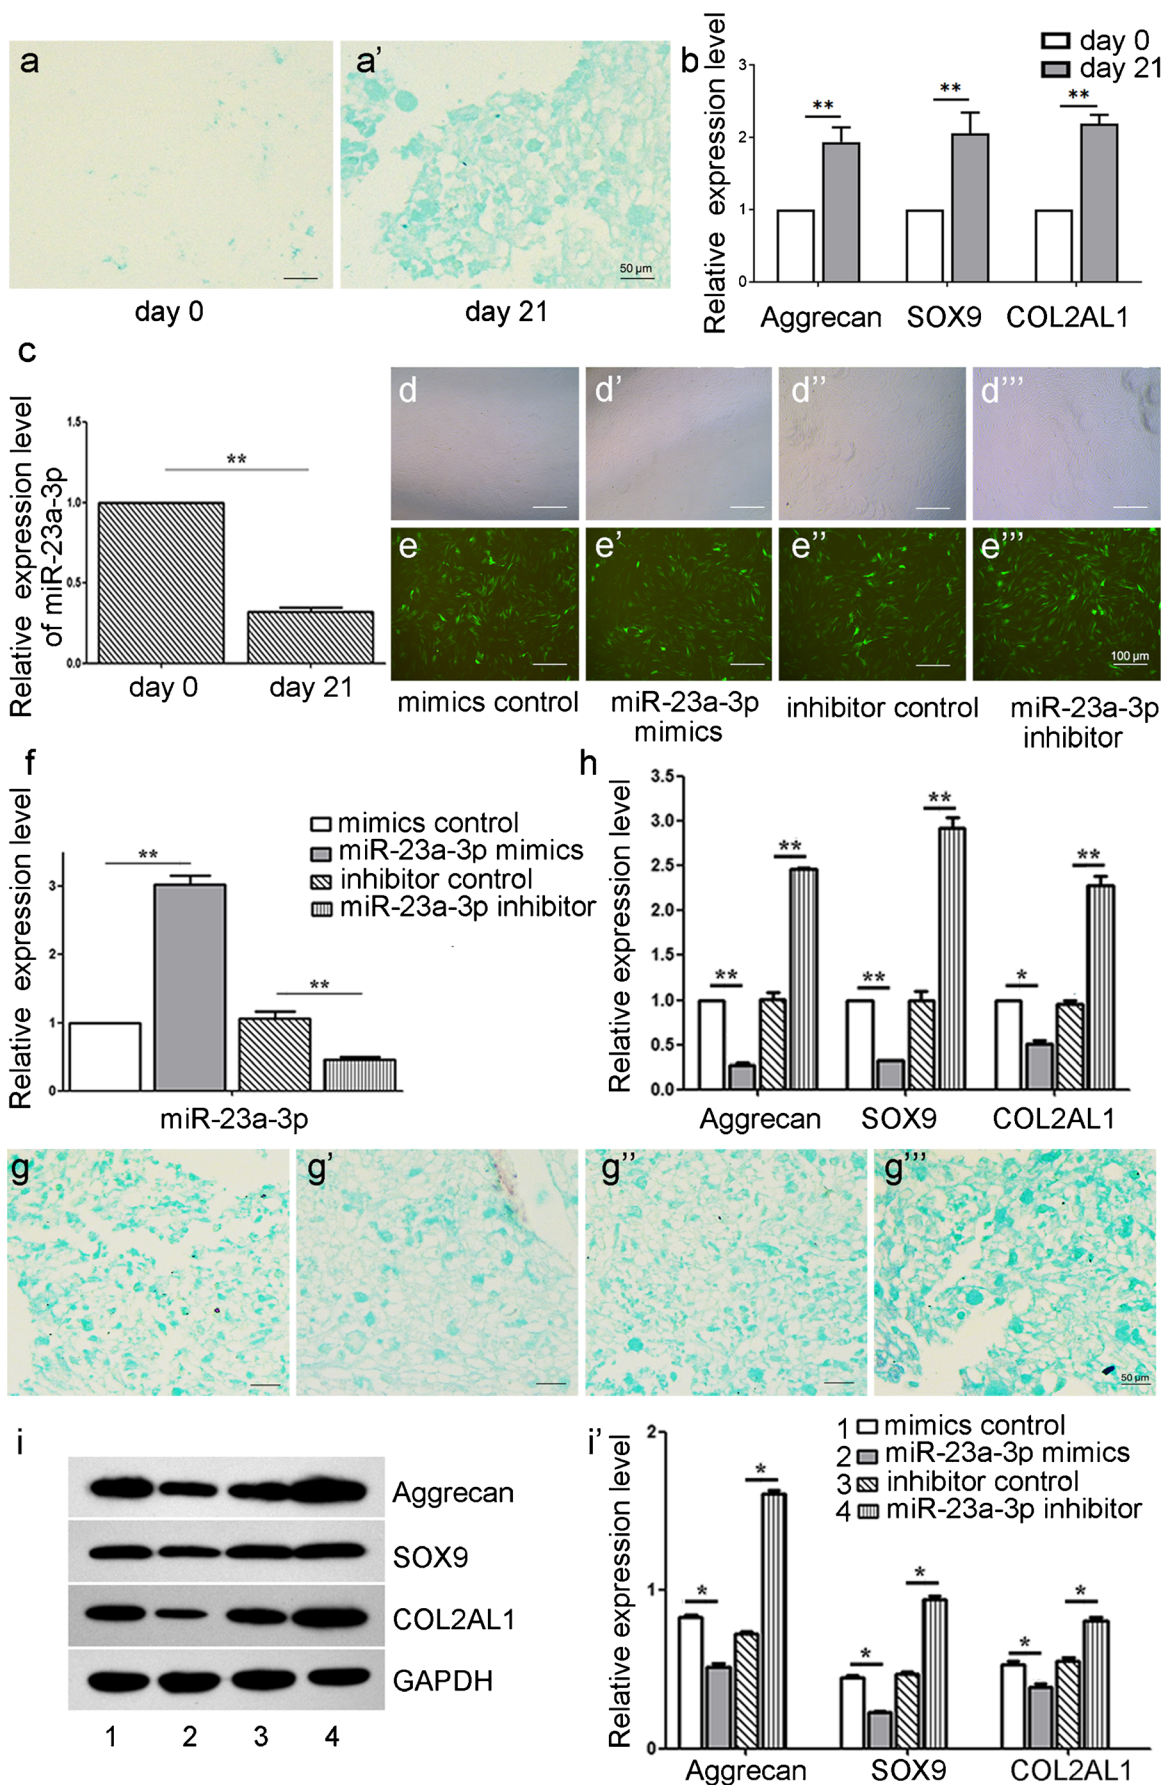 a
a'
50 μm
day 0
day 21
b
day 0
day 21
Relative expression level
3
2
1
0
**
**
**
Aggrecan
SOX9
COL2AL1
c
Relative expression level
of miR-23a-3p
1.5
1.0
0.5
0.0
**
day 0
day 21
d
d'
d''
d'''
e
e'
e''
e'''
100 μm
mimics control
miR-23a-3p
mimics
inhibitor control
miR-23a-3p
inhibitor
f
Relative expression level
3
2
1
0
**
**
miR-23a-3p
mimics control
miR-23a-3p mimics
inhibitor control
miR-23a-3p inhibitor
h
Relative expression level
3.5
3.0
2.5
2.0
1.5
1.0
0.5
0.0
**
**
**
**
*
**
Aggrecan
SOX9
COL2AL1
g
g'
g''
g'''
50 μm
i
Aggrecan
SOX9
COL2AL1
GAPDH
1 2 3 4
i'
Relative expression level
2
1
0
1 mimics control
2 miR-23a-3p mimics
3 inhibitor control
4 miR-23a-3p inhibitor
*
*
*
*
*
*
Aggrecan
SOX9
COL2AL1